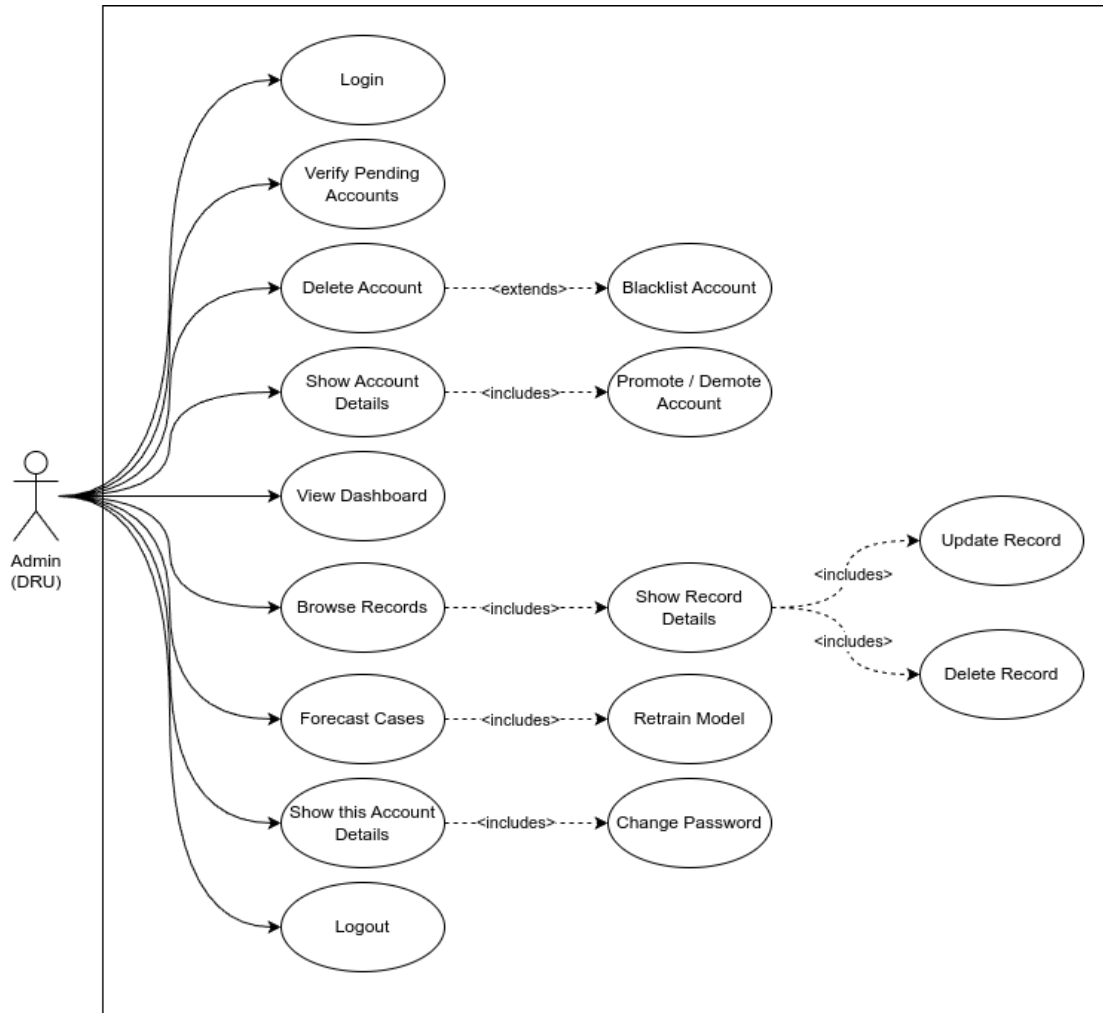 Login
Verify Pending
Accounts
Delete Account
<extends>
Blacklist Account
Show Account
Details
<includes>
Promote / Demote
Account
Admin
(DRU)
View Dashboard
Browse Records
<includes>
Show Record
Details
<includes>
Update Record
<includes>
Delete Record
Forecast Cases
<includes>
Retrain Model
Show this Account
Details
<includes>
Change Password
Logout